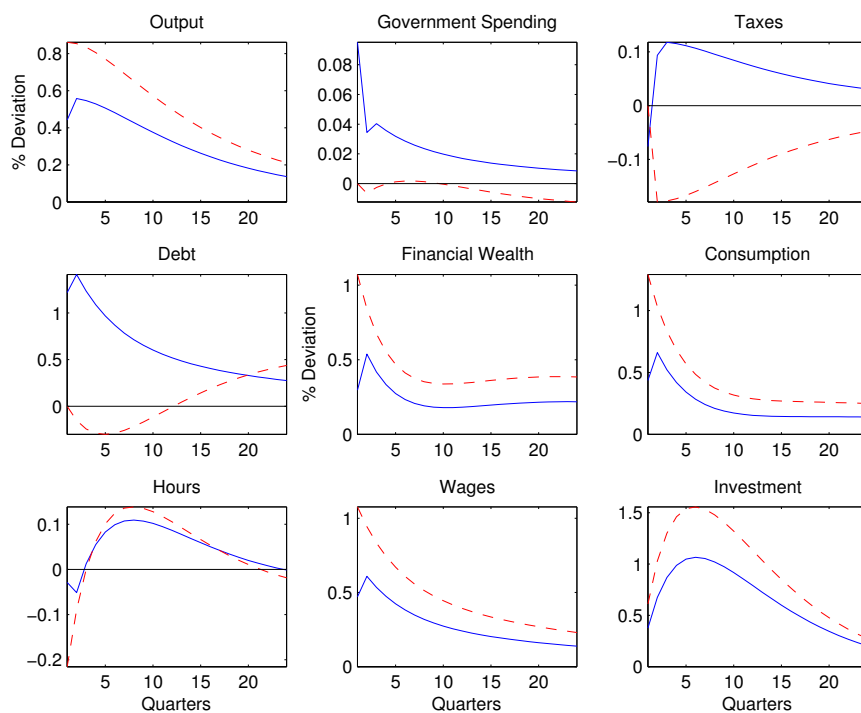 Output
Government Spending
Taxes
% Deviation
0.8
0.6
0.4
0.2
0
5 10 15 20
0.08
0.06
0.04
0.02
0
5 10 15 20
0.1
0
−0.1
5 10 15 20
Debt
Financial Wealth
Consumption
% Deviation
1
0.5
0
5 10 15 20
1
0.5
0
5 10 15 20
1
0.5
0
5 10 15 20
Hours
Wages
Investment
0.1
0
−0.1
−0.2
5 10 15 20
Quarters
1
0.5
0
5 10 15 20
Quarters
1.5
1
0.5
0
5 10 15 20
Quarters